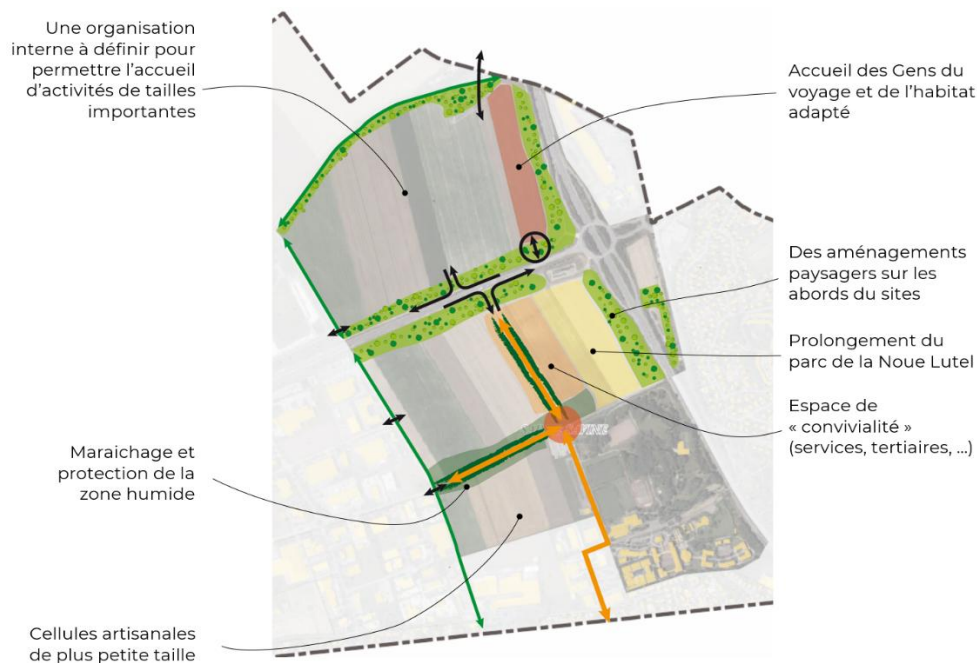 Une organisation
interne à définir pour
permettre l'accueil
d'activités de tailles
importantes
Accueil des Gens du
voyage et de l'habitat
adapté
Des aménagements
paysagers sur les
abords du sites
Prolongement du
parc de la Noue Lutel
Espace de
« convivialité »
(services, tertiaires, ...)
Maraichage et
protection de la
zone humide
Cellules artisanales
de plus petite taille